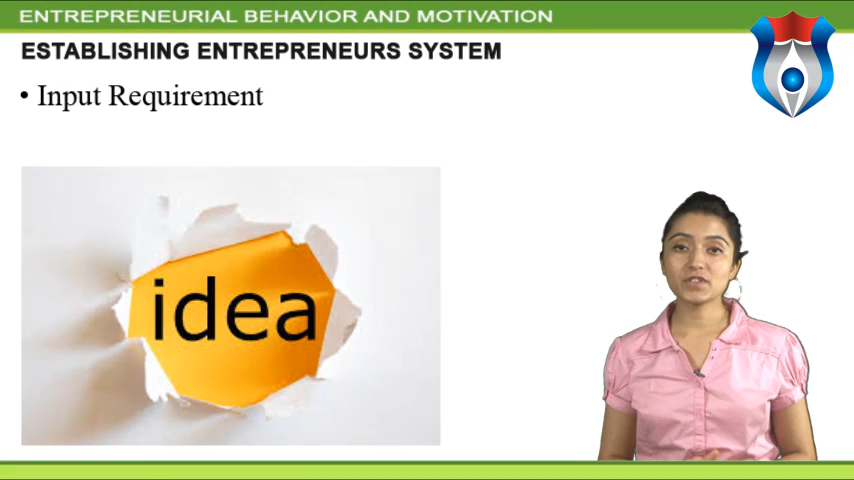 ENTREPRENEURIAL BEHAVIOR AND MOTIVATION
ESTABLISHING ENTREPRENEURS SYSTEM
• Input Requirement
idea